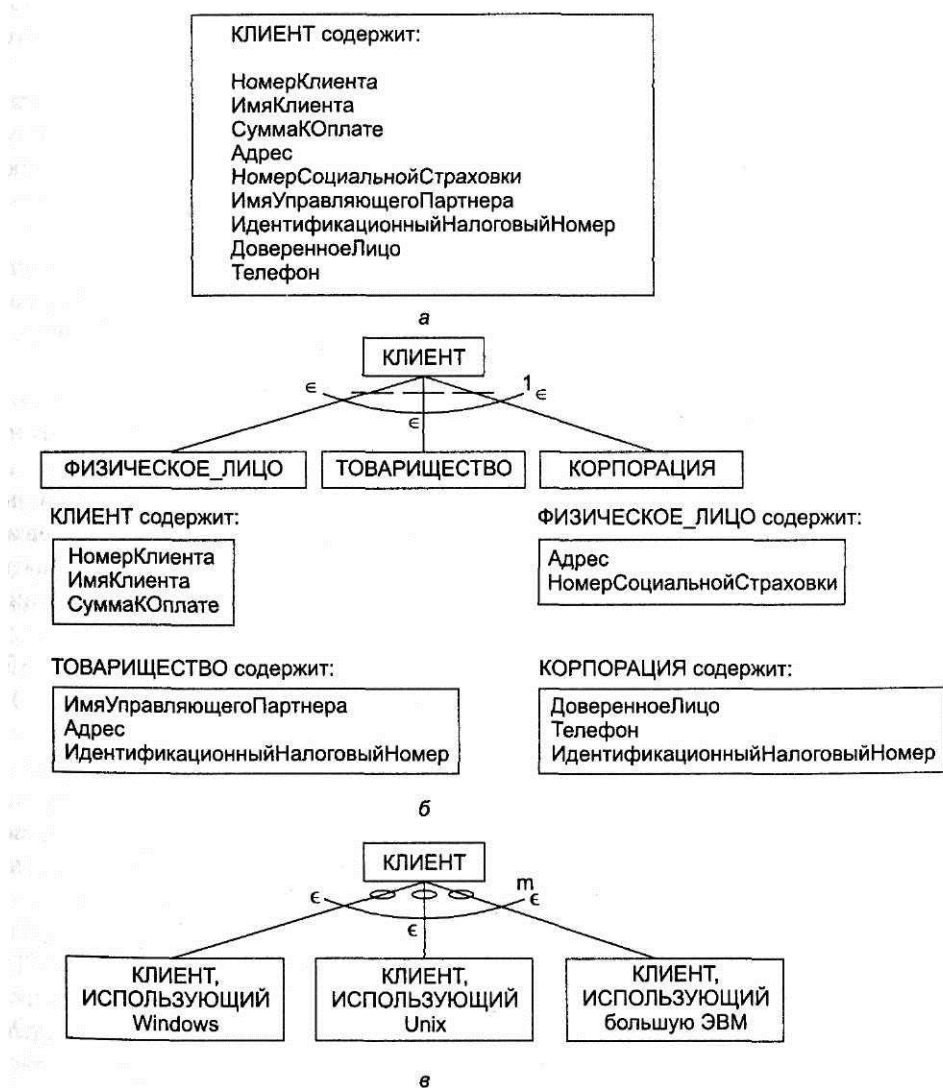 КЛИЕНТ содержит:
НомерКлиента
ИмяКлиента
СуммаКОплате
Адрес
НомерСоциальнойСтраховки
ИмяУправляющегоПартнера
ИдентификационныйНалоговыйНомер
ДоверенноеЛицо
Телефон
а
КЛИЕНТ
ϵ 1 ϵ
ϵ
ФИЗИЧЕСКОЕ_ЛИЦО ТОВАРИЩЕСТВО КОРПОРАЦИЯ
КЛИЕНТ содержит:
НомерКлиента
ИмяКлиента
СуммаКОплате
ФИЗИЧЕСКОЕ_ЛИЦО содержит:
Адрес
НомерСоциальнойСтраховки
ТОВАРИЩЕСТВО содержит:
ИмяУправляющегоПартнера
Адрес
ИдентификационныйНалоговыйНомер
КОРПОРАЦИЯ содержит:
ДоверенноеЛицо
Телефон
ИдентификационныйНалоговыйНомер
б
КЛИЕНТ
ϵ m ϵ
ϵ
КЛИЕНТ,
ИСПОЛЬЗУЮЩИЙ
Windows
КЛИЕНТ,
ИСПОЛЬЗУЮЩИЙ
Unix
КЛИЕНТ,
ИСПОЛЬЗУЮЩИЙ
большую ЭВМ
в